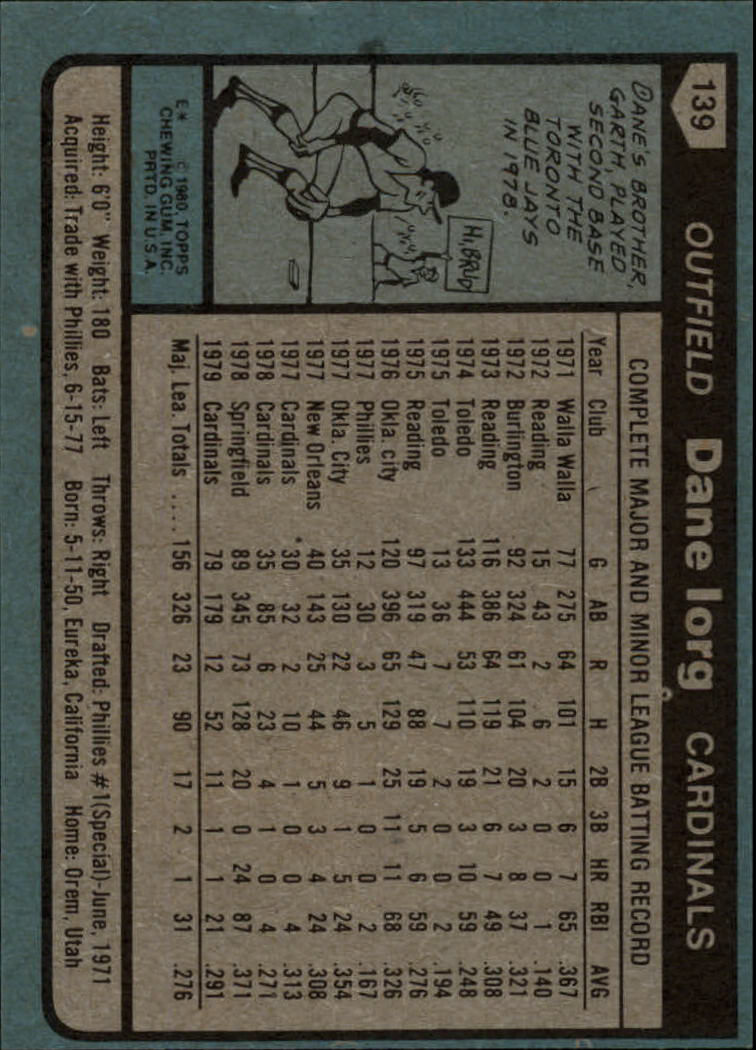 139
OUTFIELD Dane Iorg CARDINALS
DANE'S BROTHER,
GARTH, PLAYED
SECOND BASE
WITH THE
TORONTO
BLUE JAYS
IN 1978.
HI, BRUD
E* © 1980, TOPPS
CHEWING GUM, INC.
PRTD. IN U.S.A.
COMPLETE MAJOR AND MINOR LEAGUE BATTING RECORD
Year Club G AB R H 2B 3B HR RBI AVG
1971 Walla Walla 77 275 64 101 15 6 7 65 .367
1972 Reading 15 43 2 6 2 0 0 1 .140
1972 Burlington 92 324 61 104 20 3 8 37 .321
1973 Reading 116 386 64 119 21 6 7 49 .308
1974 Toledo 133 444 53 110 19 3 10 59 .248
1975 Toledo 13 36 7 7 2 0 0 2 .194
1975 Reading 97 319 47 88 19 5 6 59 .276
1976 Okla. city 120 396 65 129 25 11 11 68 .326
1977 Phillies 12 30 3 5 1 0 0 2 .167
1977 Okla. City 35 130 22 46 9 1 5 24 .354
1977 New Orleans 40 143 25 44 5 3 4 24 .308
1977 Cardinals 30 32 2 10 1 0 0 4 .313
1978 Cardinals 35 85 6 23 4 1 0 4 .271
1978 Springfield 89 345 73 128 20 0 24 87 .371
1979 Cardinals 79 179 12 52 11 1 1 21 .291
Maj. Lea. Totals .... 156 326 23 90 17 2 1 31 .276
Height: 6'0" Weight: 180 Bats: Left Throws: Right Drafted: Phillies #1(Special)-June, 1971
Acquired: Trade with Phillies, 6-15-77 Born: 5-11-50, Eureka, California Home: Orem, Utah